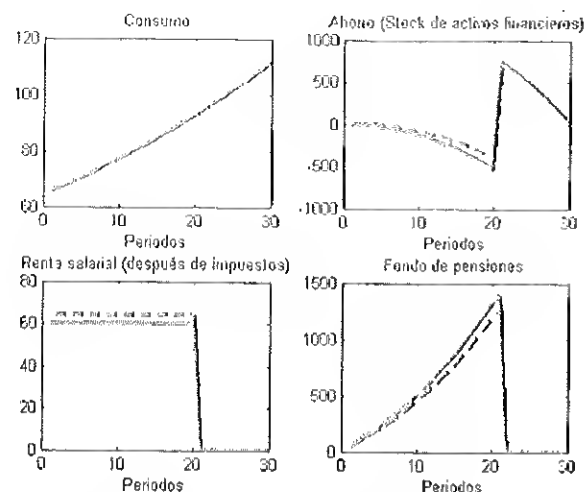 Consumo
120
100
80
60
0 10 20 30
Periodos
Ahorro (Stock de activos financieros)
1000
500
0
-500
-1000
0 10 20 30
Periodos
Renta salarial (después de impuestos)
80
60
40
20
0
0 10 20 30
Periodos
Fondo de pensiones
1500
1000
500
0
0 10 20 30
Periodos